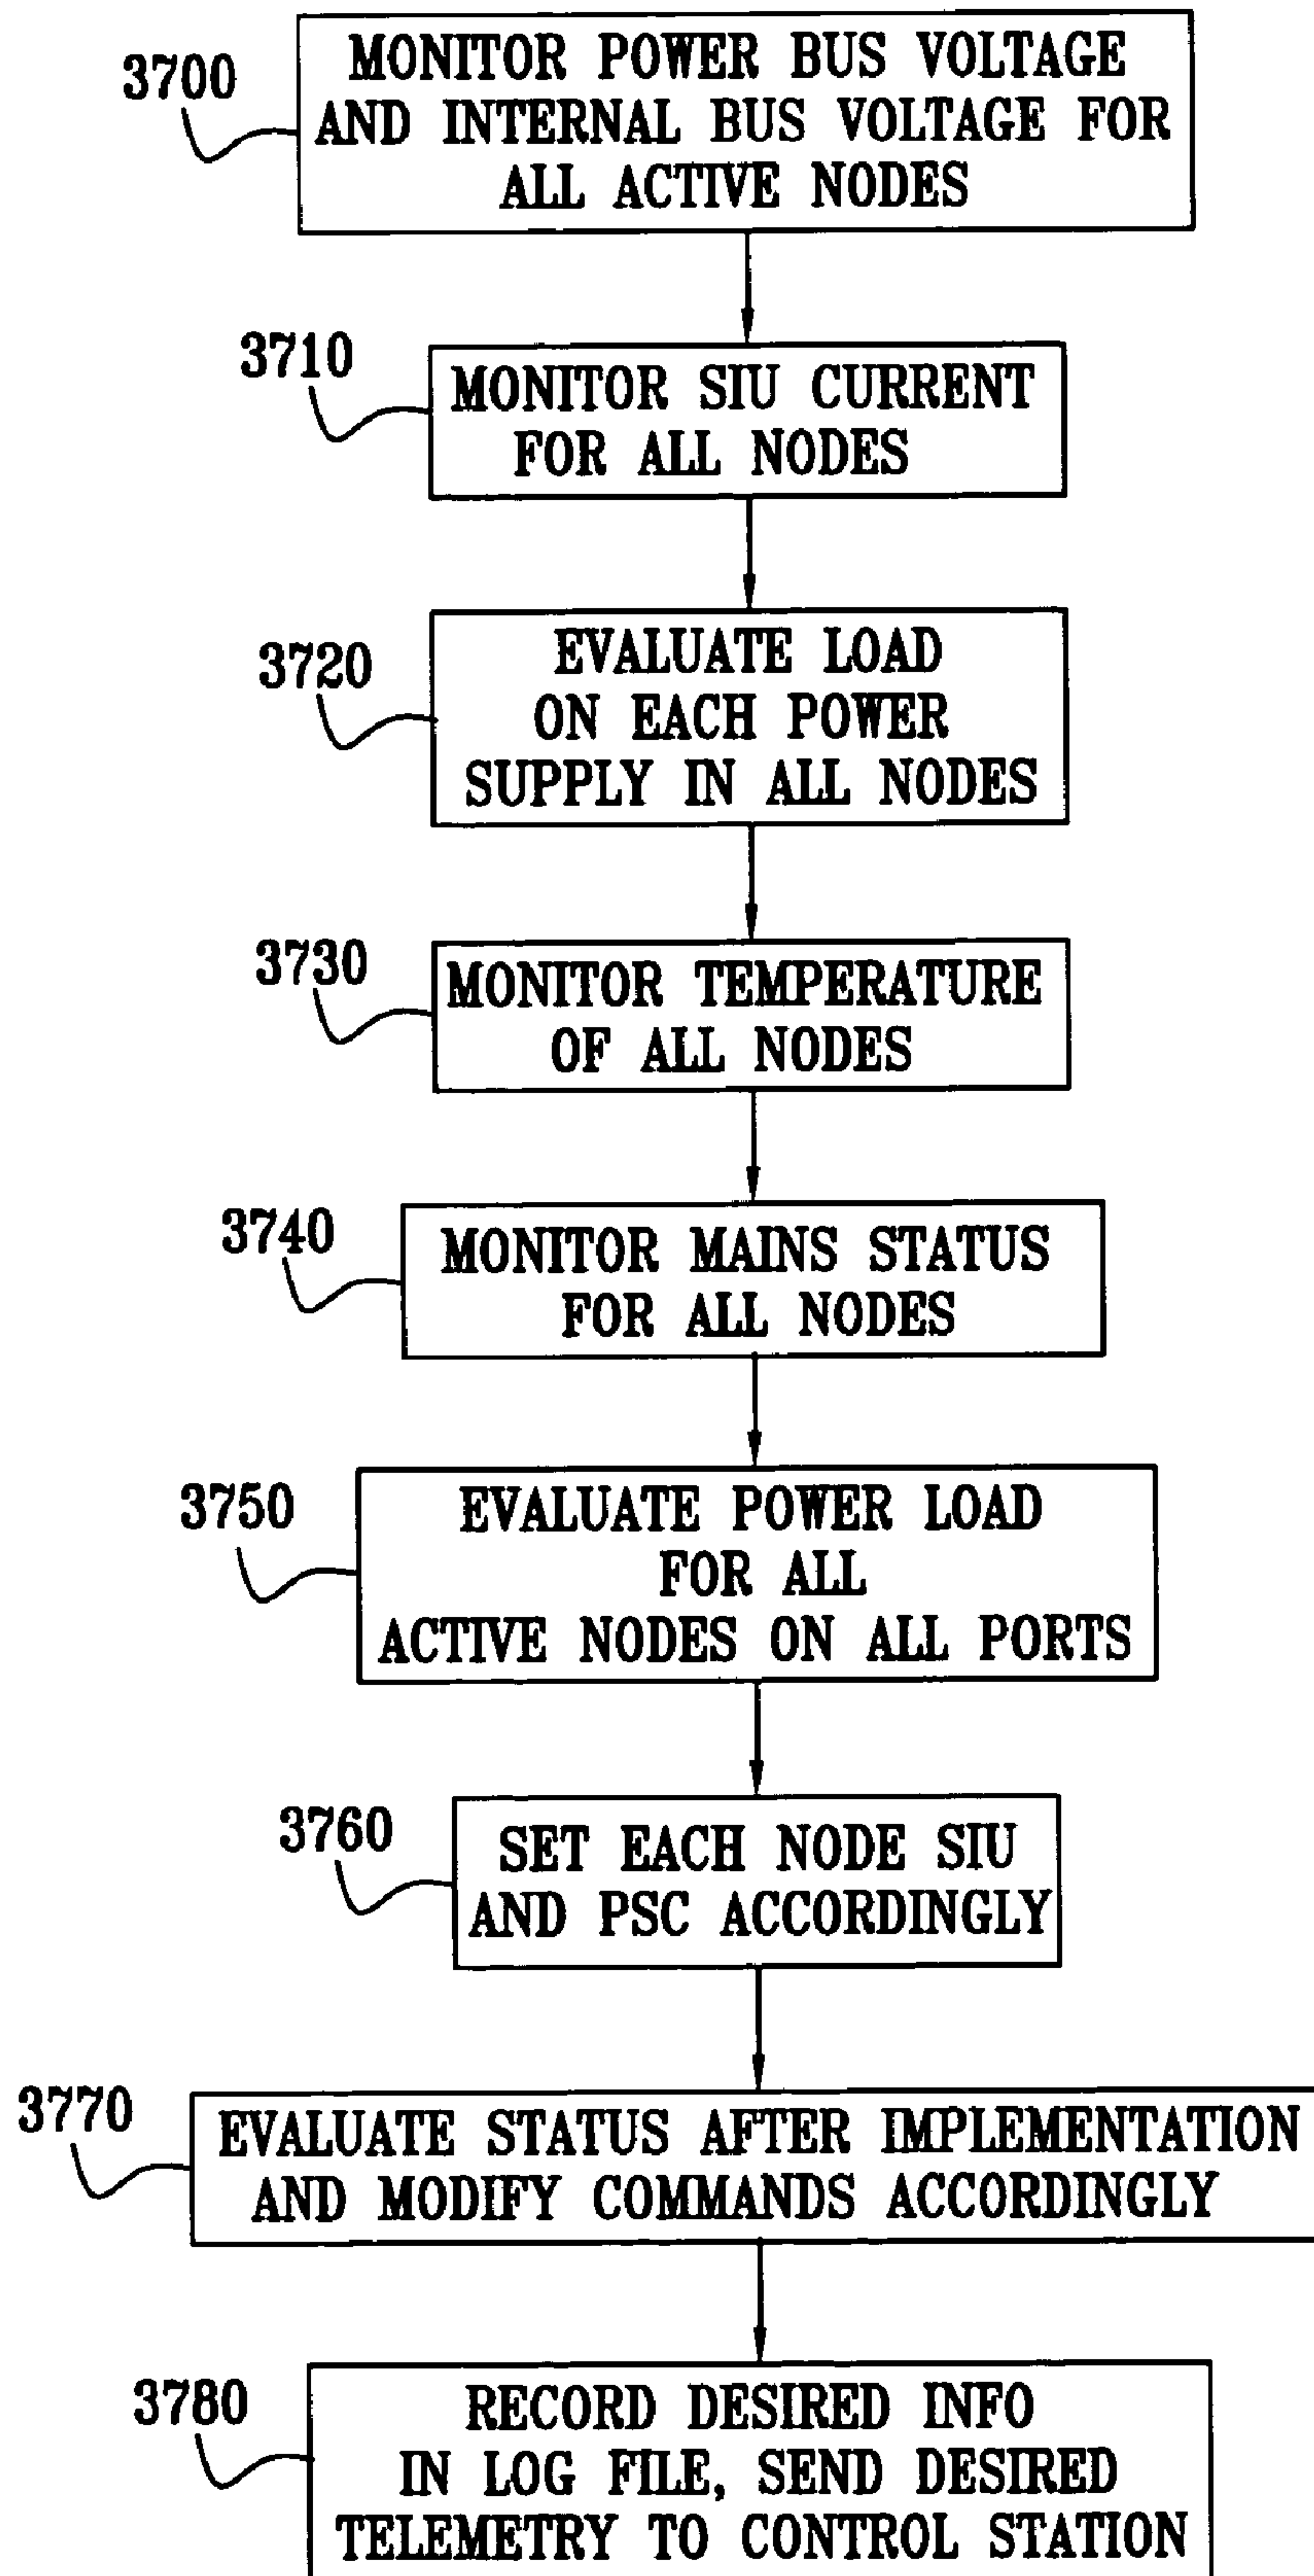 3700
MONITOR POWER BUS VOLTAGE
AND INTERNAL BUS VOLTAGE FOR
ALL ACTIVE NODES
3710
MONITOR SIU CURRENT
FOR ALL NODES
3720
EVALUATE LOAD
ON EACH POWER
SUPPLY IN ALL NODES
3730
MONITOR TEMPERATURE
OF ALL NODES
3740
MONITOR MAINS STATUS
FOR ALL NODES
3750
EVALUATE POWER LOAD
FOR ALL
ACTIVE NODES ON ALL PORTS
3760
SET EACH NODE SIU
AND PSC ACCORDINGLY
3770
EVALUATE STATUS AFTER IMPLEMENTATION
AND MODIFY COMMANDS ACCORDINGLY
3780
RECORD DESIRED INFO
IN LOG FILE, SEND DESIRED
TELEMETRY TO CONTROL STATION